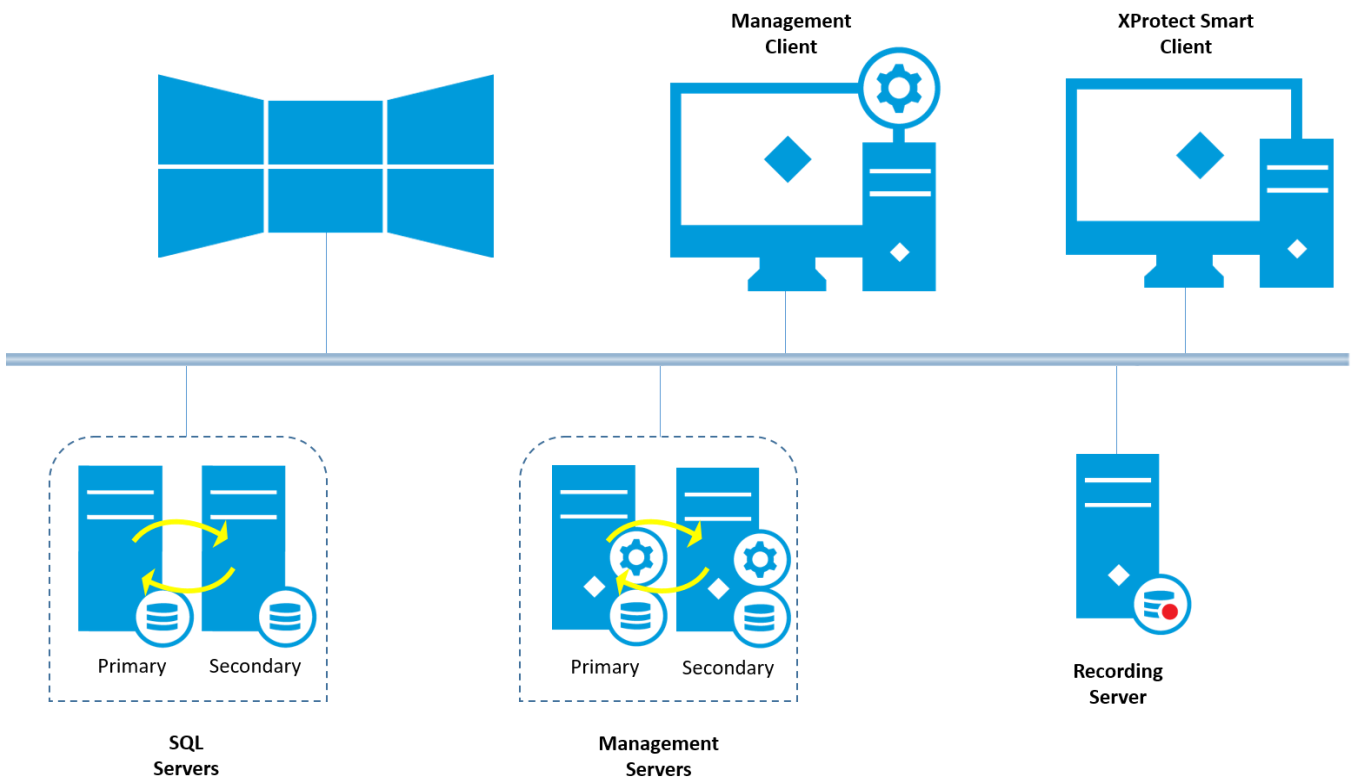 Management
Client
XProtect Smart
Client
Primary
Secondary
SQL
Servers
Primary
Secondary
Management
Servers
Recording
Server